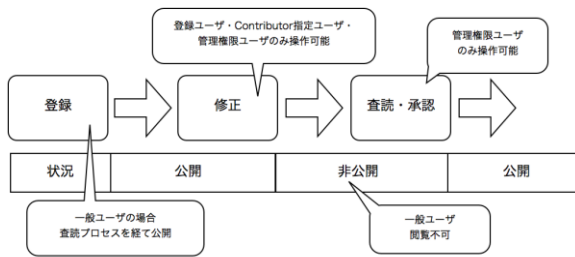 登録ユーザ・Contributor指定ユーザ・
管理権限ユーザのみ操作可能
管理権限ユーザ
のみ操作可能
登録
修正
査読・承認
状況
公開
非公開
公開
一般ユーザの場合
査読プロセスを経て公開
一般ユーザ
閲覧不可